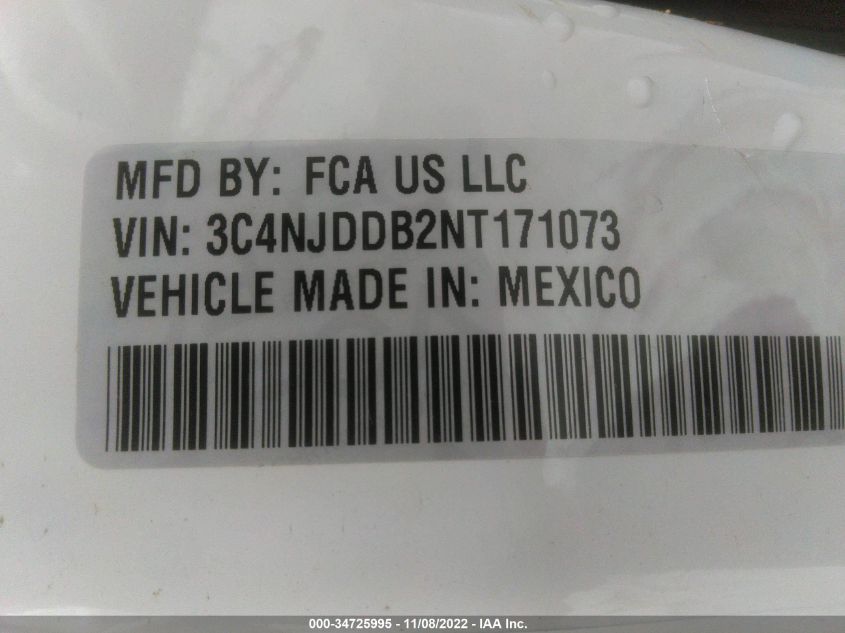 MFD BY: FCA US LLC
VIN: 3C4NJDDB2NT171073
VEHICLE MADE IN: MEXICO
000-34725995 - 11/08/2022 - IAA Inc.